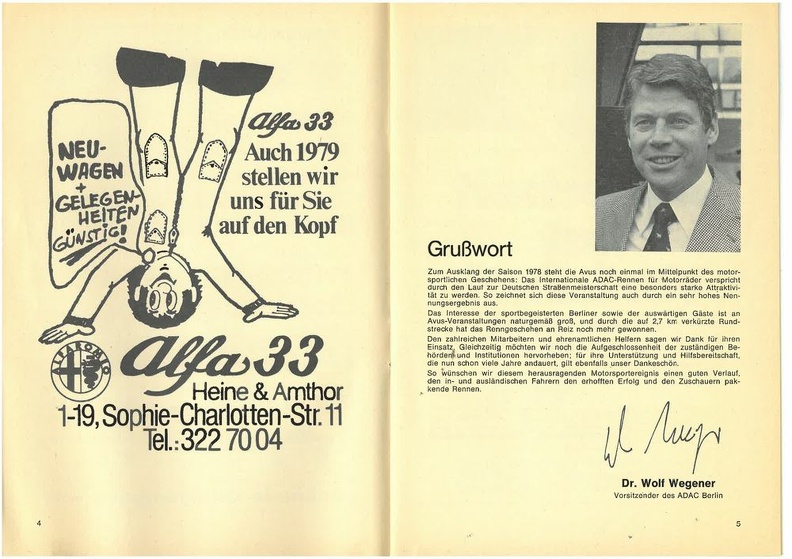 NEU-
WAGEN
+
GELEGEN-
HEITEN
GÜNSTIG!
Alfa 33
Auch 1979
stellen wir
uns für Sie
auf den Kopf
ALFA ROMEO
Alfa 33
Heine & Amthor
1-19, Sophie-Charlotten-Str. 11
Tel.: 322 70 04
4
Grußwort
Zum Ausklang der Saison 1978 steht die Avus noch einmal im Mittelpunkt des motor-
sportlichen Geschehens: Das Internationale ADAC-Rennen für Motorräder verspricht
durch den Lauf zur Deutschen Straßenmeisterschaft eine besonders starke Attraktivi-
tät zu werden. So zeichnet sich diese Veranstaltung auch durch ein sehr hohes Nen-
nungsergebnis aus.
Das Interesse der sportbegeisterten Berliner sowie der auswärtigen Gäste ist an
Avus-Veranstaltungen naturgemäß groß, und durch die auf 2,7 km verkürzte Rund-
strecke hat das Renngeschehen an Reiz noch mehr gewonnen.
Den zahlreichen Mitarbeitern und ehrenamtlichen Helfern sagen wir Dank für ihren
Einsatz. Gleichzeitig möchten wir noch die Aufgeschlossenheit der zuständigen Be-
hörden und Institutionen hervorheben; für ihre Unterstützung und Hilfsbereitschaft,
die nun schon viele Jahre andauert, gilt ebenfalls unser Dankeschön.
So wünschen wir diesem herausragenden Motorsportereignis einen guten Verlauf,
den in- und ausländischen Fahrern den erhofften Erfolg und den Zuschauern pak-
kende Rennen.
Dr. Wolf Wegener
Vorsitzender des ADAC Berlin
5